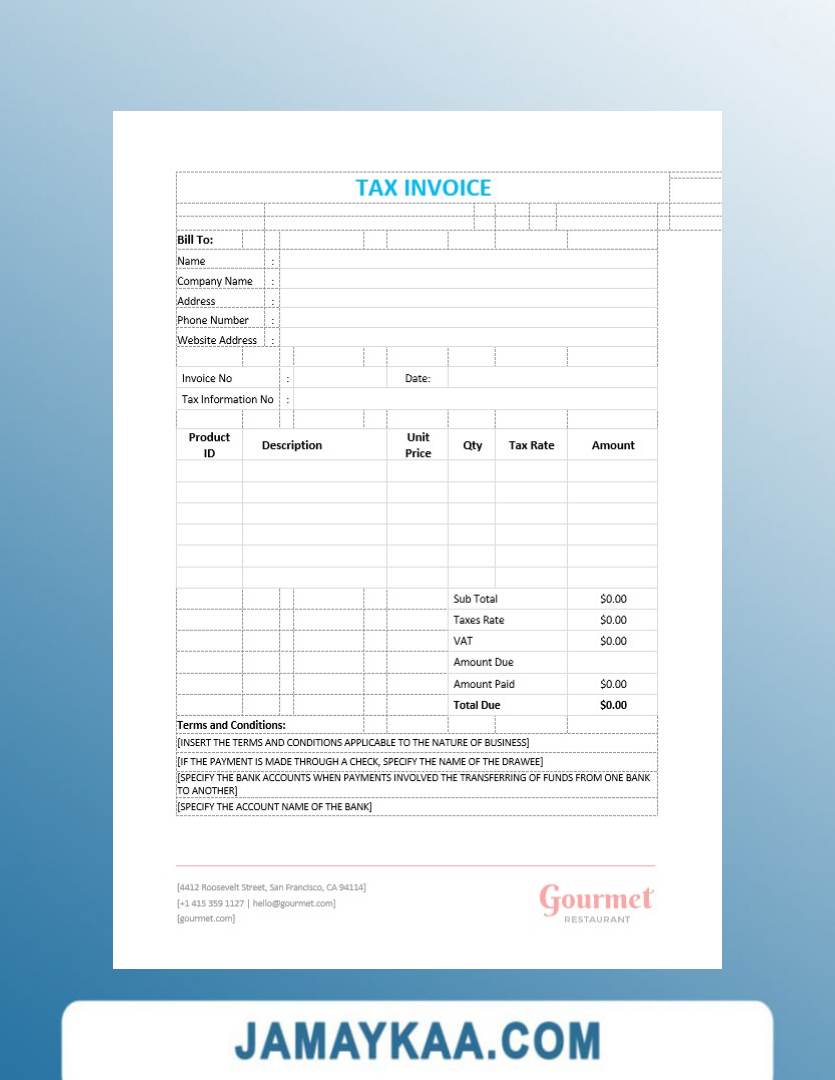 TAX INVOICE
Bill To:
Name :
Company Name :
Address :
Phone Number :
Website Address :
Invoice No : Date:
Tax Information No :
Product ID Description Unit Price Qty Tax Rate Amount
Sub Total $0.00
Taxes Rate $0.00
VAT $0.00
Amount Due
Amount Paid $0.00
Total Due $0.00
Terms and Conditions:
[INSERT THE TERMS AND CONDITIONS APPLICABLE TO THE NATURE OF BUSINESS]
[IF THE PAYMENT IS MADE THROUGH A CHECK, SPECIFY THE NAME OF THE DRAWEE]
[SPECIFY THE BANK ACCOUNTS WHEN PAYMENTS INVOLVED THE TRANSFERRING OF FUNDS FROM ONE BANK
TO ANOTHER]
[SPECIFY THE ACCOUNT NAME OF THE BANK]
[4412 Roosevelt Street, San Francisco, CA 94114]
[+1 415 359 1127 | hello@gourmet.com]
[gourmet.com]
Gourmet
RESTAURANT
JAMAYKAA.COM